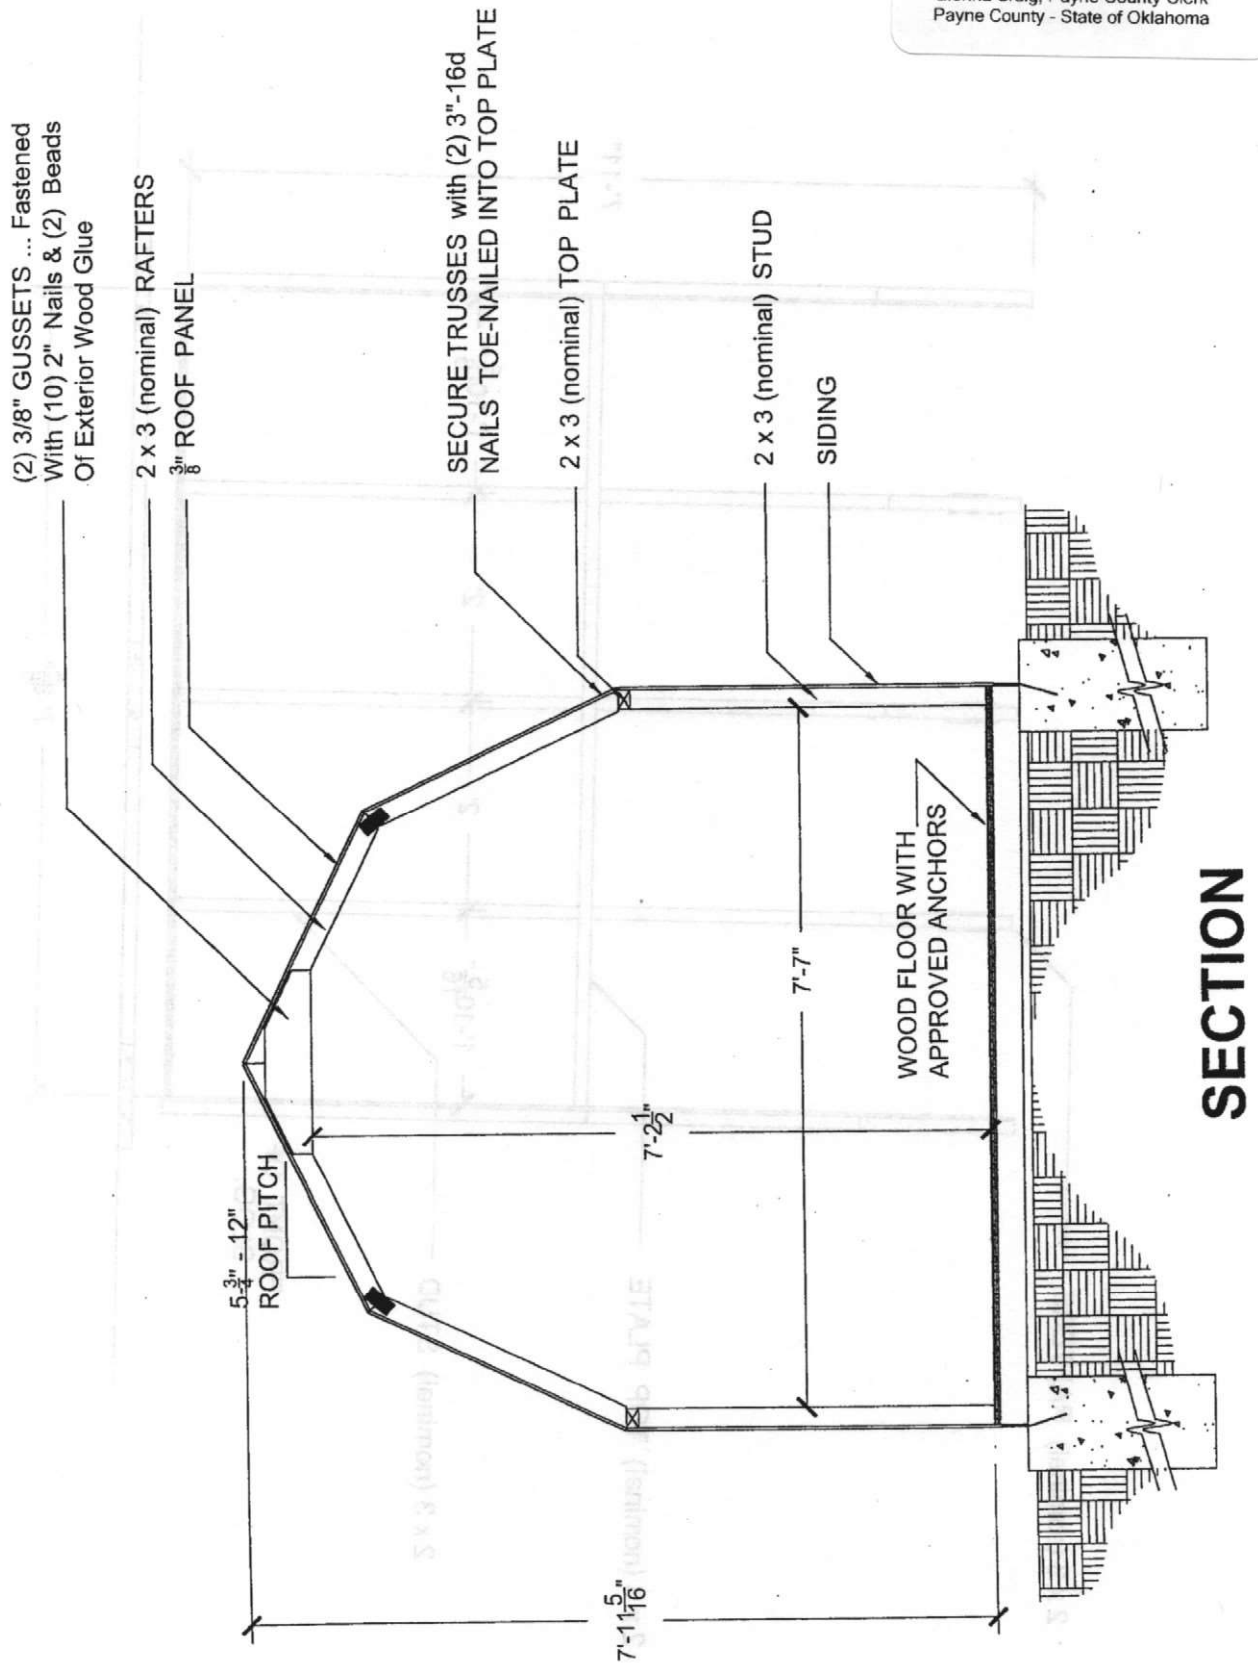 Payne County - State of Oklahoma
(2) 3/8" GUSSETS ... Fastened
With (10) 2" Nails & (2) Beads
Of Exterior Wood Glue
2 x 3 (nominal) RAFTERS
3/8" ROOF PANEL
SECURE TRUSSES with (2) 3"-16d
NAILS TOE-NAILED INTO TOP PLATE
2 x 3 (nominal) TOP PLATE
2 x 3 (nominal) STUD
SIDING
5-3/4" - 12"
ROOF PITCH
7'-2 1/2"
7'-7"
WOOD FLOOR WITH
APPROVED ANCHORS
7'-11 5/16"
SECTION